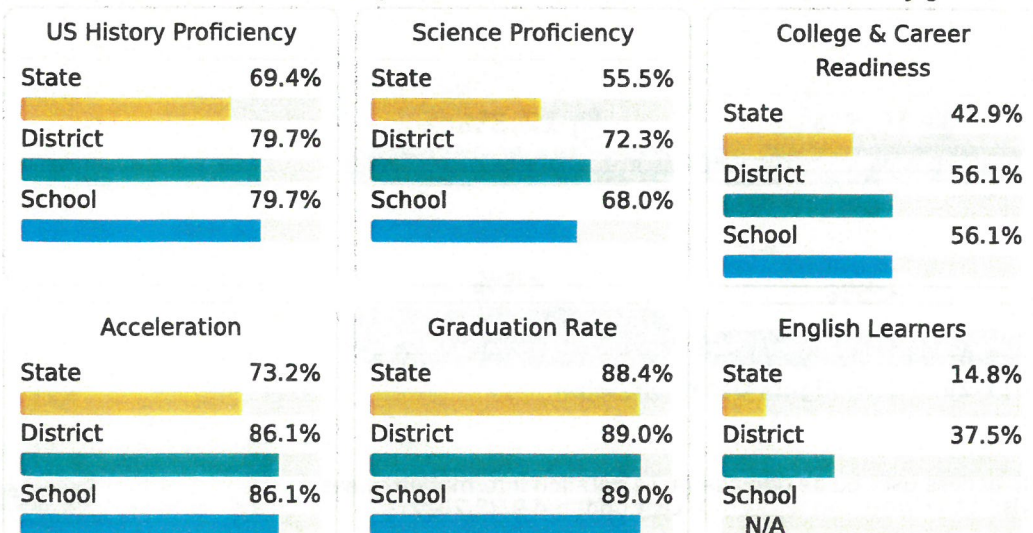 US History Proficiency
State 69.4%
District 79.7%
School 79.7%
Science Proficiency
State 55.5%
District 72.3%
School 68.0%
College & Career
Readiness
State 42.9%
District 56.1%
School 56.1%
Acceleration
State 73.2%
District 86.1%
School 86.1%
Graduation Rate
State 88.4%
District 89.0%
School 89.0%
English Learners
State 14.8%
District 37.5%
School
N/A